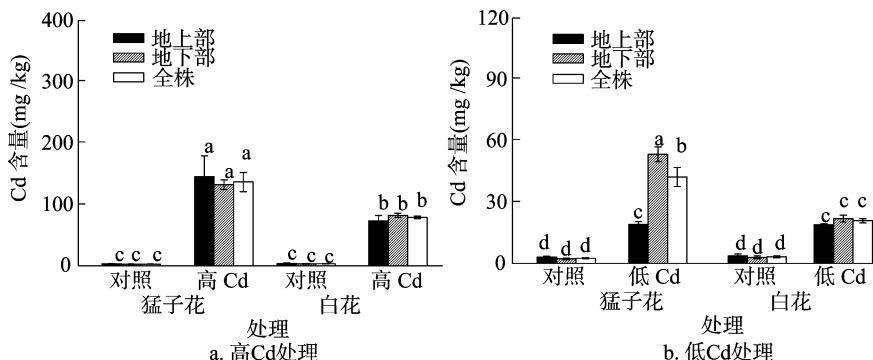 400
300
200
100
0
Cd 含量(mg /kg)
地上部
地下部
全株
a a a
b b b
c c c c c c
对照 高 Cd 对照 高 Cd
猛子花 白花
处理
a. 高Cd处理
120
90
60
30
0
Cd 含量(mg /kg)
地上部
地下部
全株
a
b
c c c c
d d d d d d
对照 低 Cd 对照 低 Cd
猛子花 白花
处理
b. 低Cd处理